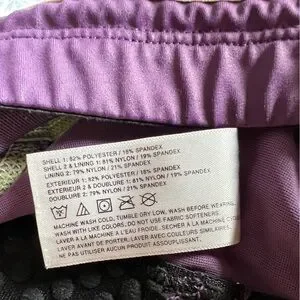 SHELL 1: 82% POLYESTER / 18% SPANDEX
SHELL 2 & LINING 1: 81% NYLON / 19% SPANDEX
LINING 2: 79% NYLON / 21% SPANDEX
EXTERIEUR 1: 82% POLYESTER / 18% SPANDEX
EXTERIEUR 2 & DOUBLURE 1: 81% NYLON / 19% SPANDEX
DOUBLURE 2: 79% NYLON / 21% SPANDEX
MACHINE WASH COLD, TUMBLE DRY LOW, WASH BEFORE WEAR.
WASH WITH LIKE COLORS, DO NOT USE FABRIC SOFTENERS.
LAVER A LA MACHINE A L'EAU FROIDE. SECHER A LA MACHINE
LAVER AVANT DE PORTER. LAVER AVEC COULEURS SIMILAIRES.
N'UTILISER AUCUN PRODUIT ASSOUPLISSANT.